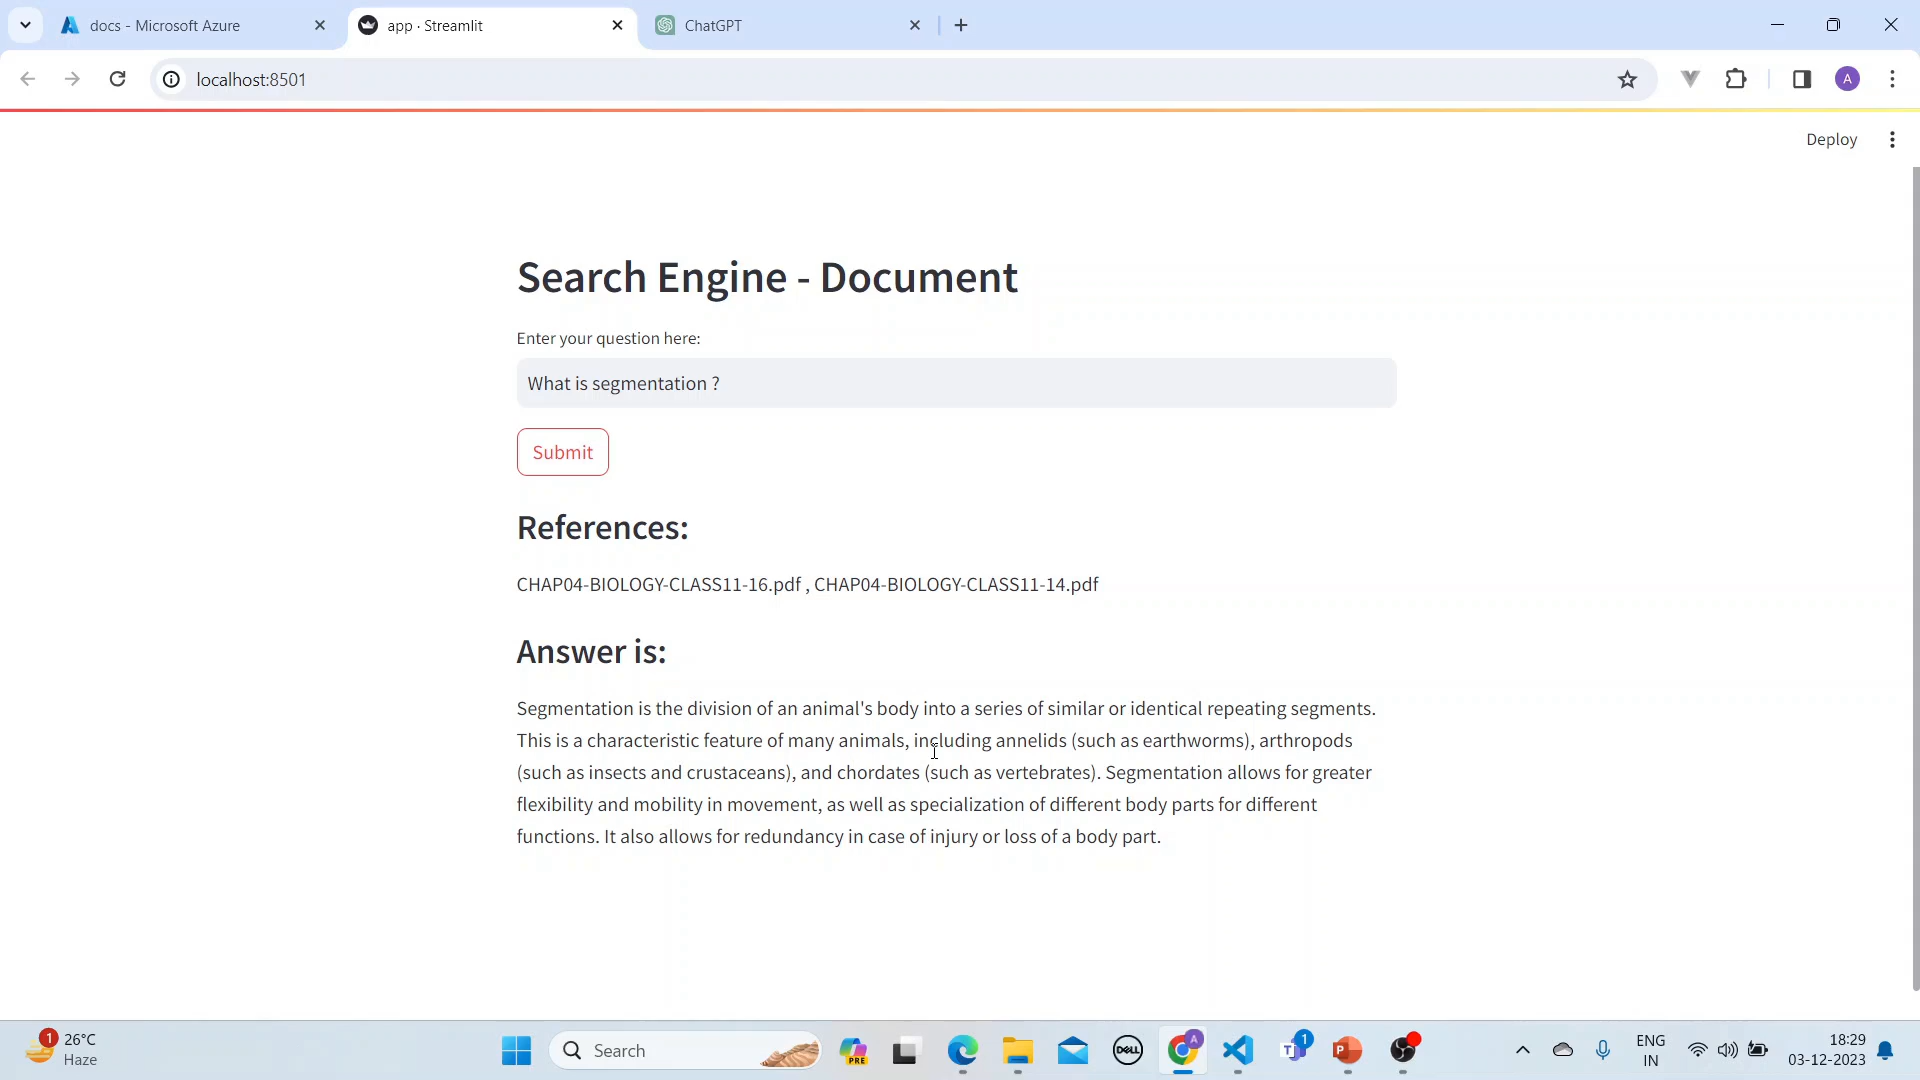 docs - Microsoft Azure
app · Streamlit
ChatGPT
localhost:8501
A
Deploy
Search Engine - Document
Enter your question here:
What is segmentation ?
Submit
References:
CHAP04-BIOLOGY-CLASS11-16.pdf , CHAP04-BIOLOGY-CLASS11-14.pdf
Answer is:
Segmentation is the division of an animal's body into a series of similar or identical repeating segments.
This is a characteristic feature of many animals, including annelids (such as earthworms), arthropods
(such as insects and crustaceans), and chordates (such as vertebrates). Segmentation allows for greater
flexibility and mobility in movement, as well as specialization of different body parts for different
functions. It also allows for redundancy in case of injury or loss of a body part.
1
26°C
Haze
Search
PRE
DELL
A
1
ENG
IN
18:29
03-12-2023